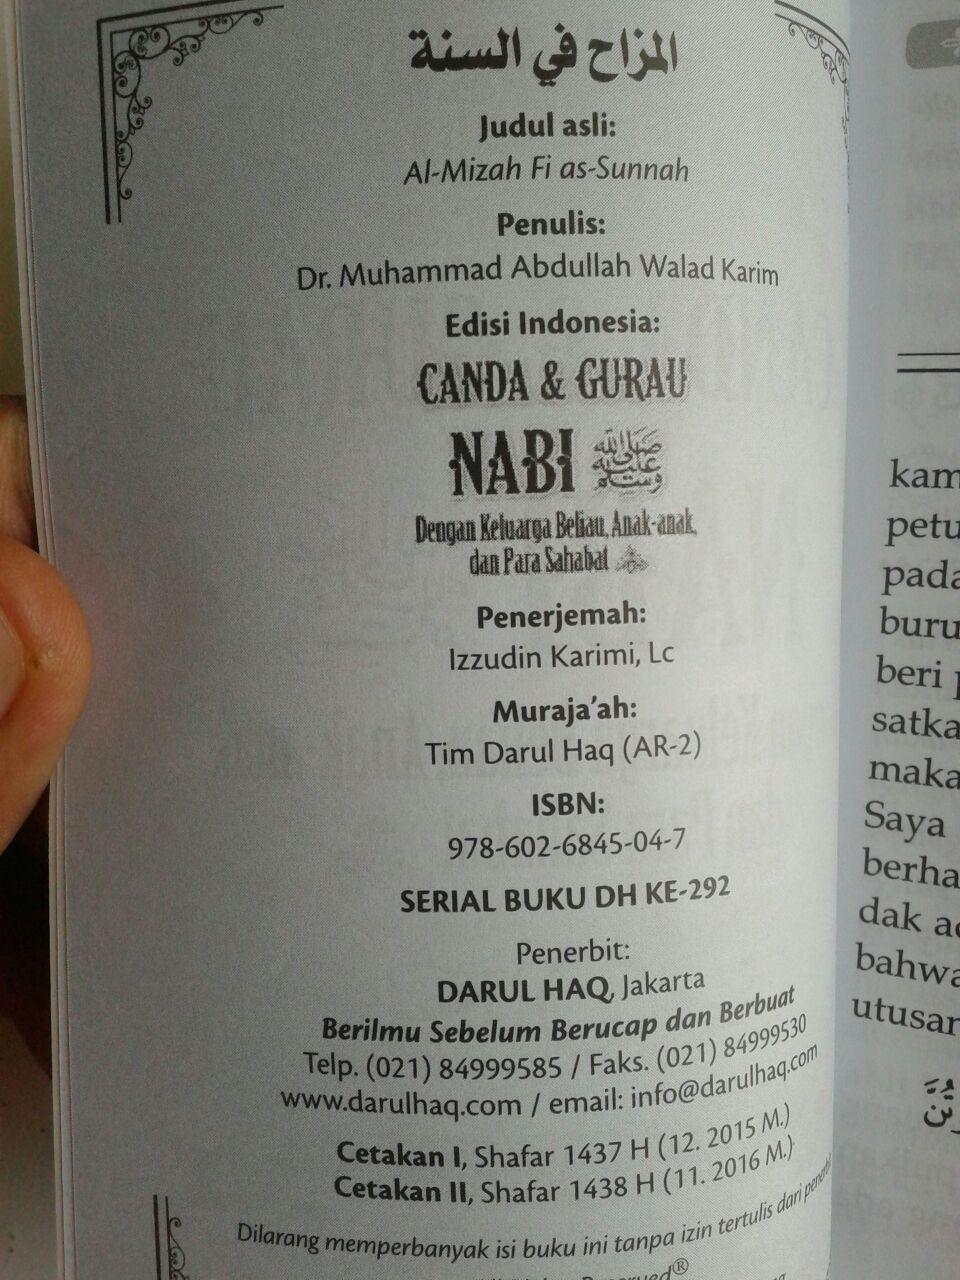 المزاح في السنة
Judul asli:
Al-Mizah Fi as-Sunnah
Penulis:
Dr. Muhammad Abdullah Walad Karim
Edisi Indonesia:
CANDA & GURAU
NABI ﷺ
Dengan Keluarga Beliau, Anak-anak,
dan Para Sahabat
Penerjemah:
Izzudin Karimi, Lc
Muraja'ah:
Tim Darul Haq (AR-2)
ISBN:
978-602-6845-04-7
SERIAL BUKU DH KE-292
Penerbit:
DARUL HAQ, Jakarta
Berilmu Sebelum Berucap dan Berbuat
Telp. (021) 84999585 / Faks. (021) 84999530
www.darulhaq.com / email: info@darulhaq.com
Cetakan I, Shafar 1437 H (12. 2015 M.)
Cetakan II, Shafar 1438 H (11. 2016 M.)
Dilarang memperbanyak isi buku ini tanpa izin tertulis dari
kam
petu
pada
buru
beri
satka
maka
Saya
berha
dak
bahwa
utusan